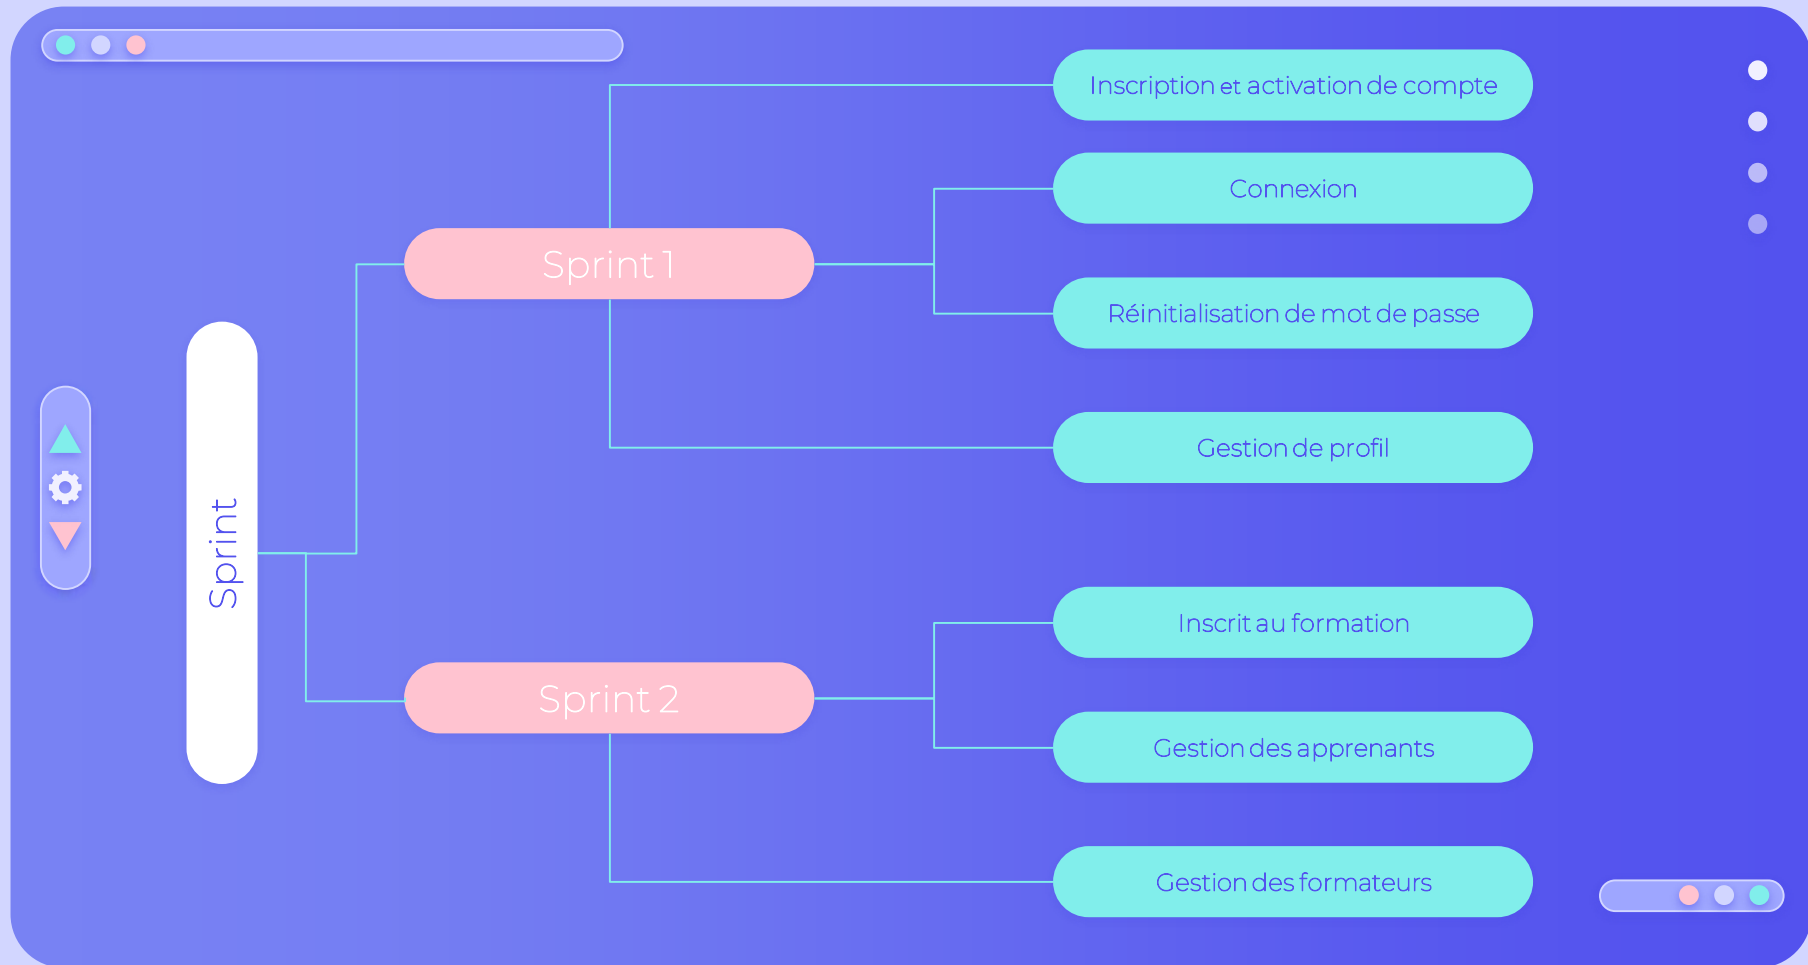 Sprint
Sprint 1
Inscription et activation de compte
Connexion
Réinitialisation de mot de passe
Gestion de profil
Sprint 2
Inscrit au formation
Gestion des apprenants
Gestion des formateurs